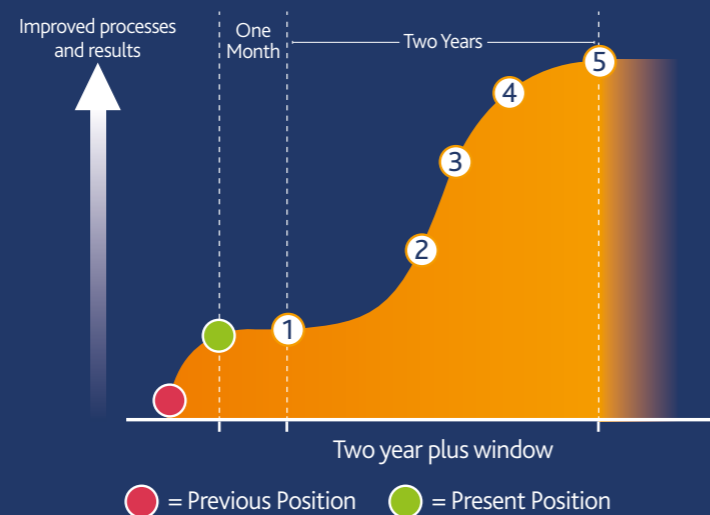 Improved processes
and results
One
Month
Two Years
5
4
3
2
1
Two year plus window
= Previous Position
= Present Position